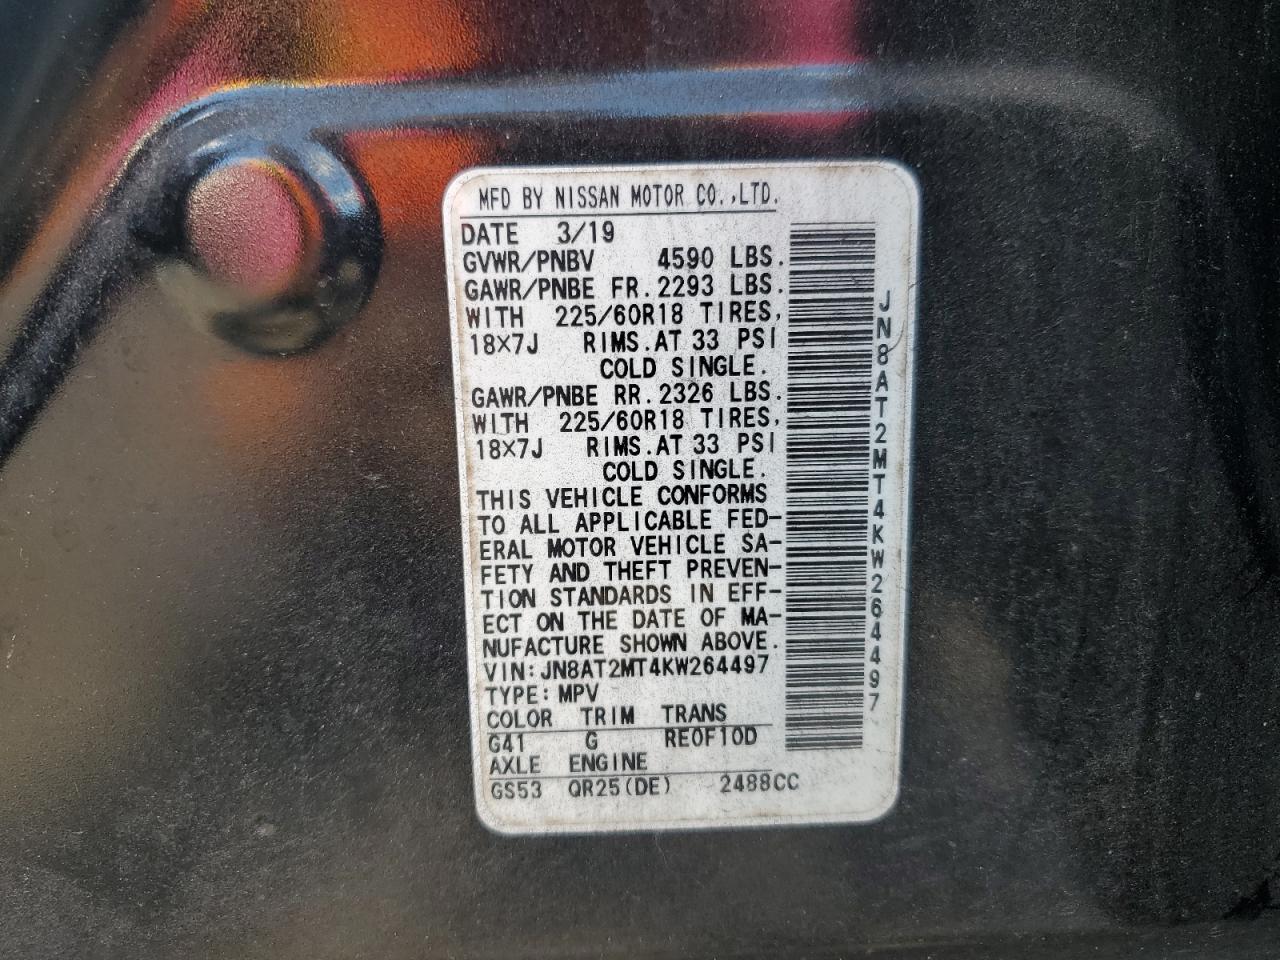 MFD BY NISSAN MOTOR CO.,LTD.
DATE 3/19
GVWR/PNBV 4590 LBS.
GAWR/PNBE FR.2293 LBS.
WITH 225/60R18 TIRES,
18×7J RIMS.AT 33 PSI
COLD SINGLE.
GAWR/PNBE RR.2326 LBS.
WITH 225/60R18 TIRES,
18×7J RIMS.AT 33 PSI
COLD SINGLE.
THIS VEHICLE CONFORMS
TO ALL APPLICABLE FED-
ERAL MOTOR VEHICLE SA-
FETY AND THEFT PREVEN-
TION STANDARDS IN EFF-
ECT ON THE DATE OF MA-
NUFACTURE SHOWN ABOVE.
VIN:JN8AT2MT4KW264497
TYPE:MPV
COLOR TRIM TRANS
G41 G RE0F10D
AXLE ENGINE
GS53 QR25(DE) 2488CC
JN8AT2MT4KW264497